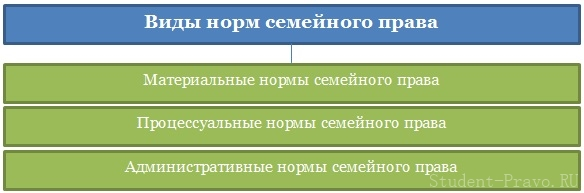 Виды норм семейного права
Материальные нормы семейного права
Процессуальные нормы семейного права
Административные нормы семейного права
Student-Pravo.RU